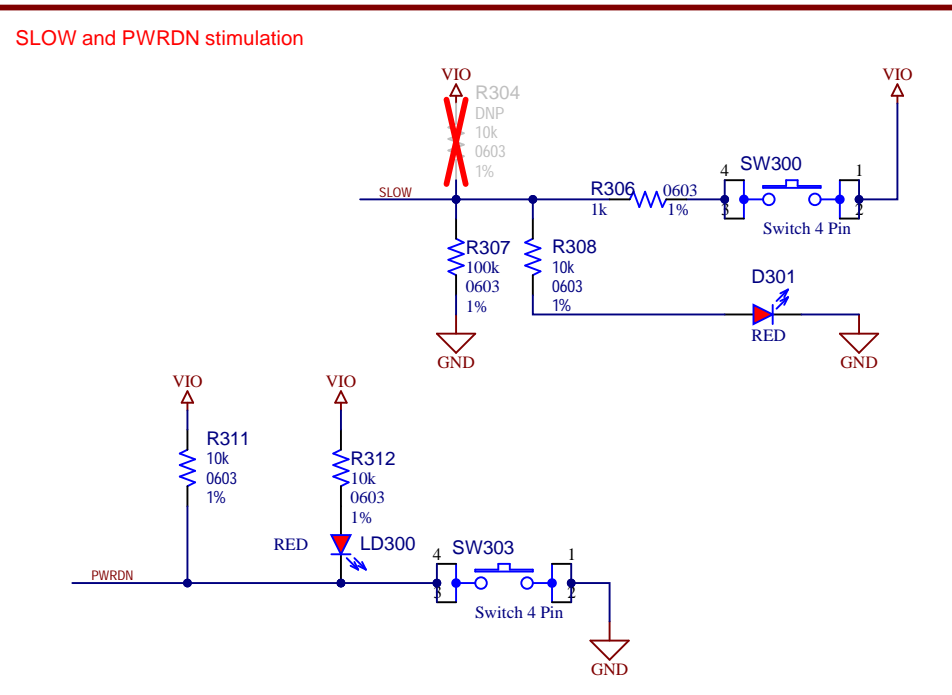 SLOW and PWRDN stimulation
VIO
VIO
R304
DNP
10k
0603
1%
SLOW
R306
0603
1k
1%
4
3
SW300
1
2
Switch 4 Pin
R307
100k
0603
1%
R308
10k
0603
1%
D301
RED
GND
GND
VIO
VIO
R311
10k
0603
1%
R312
10k
0603
1%
RED
LD300
PWRDN
4
3
SW303
1
2
Switch 4 Pin
GND